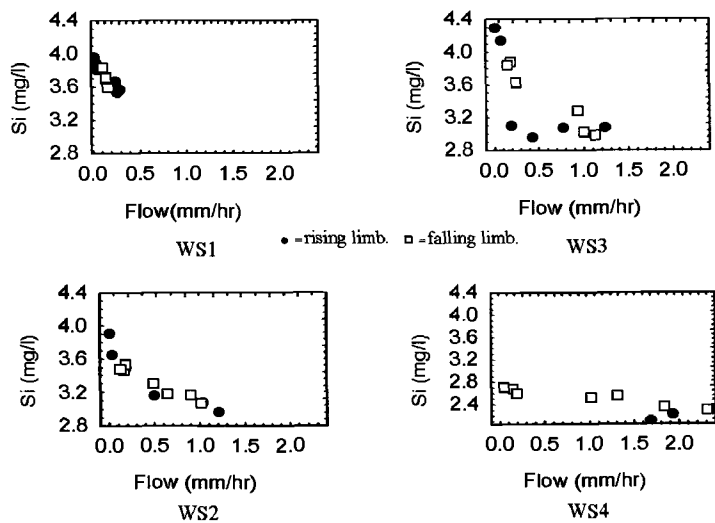 4.4
4.0
3.6
3.2
2.8
Si (mg/l)
0.0 0.5 1.0 1.5 2.0
Flow(mm/hr)
WS1
4.4
4.0
3.6
3.2
2.8
Si (mg/l)
0.0 0.5 1.0 1.5 2.0
Flow (mm/hr)
WS3
● =rising limb. □ =falling limb.
4.4
4.0
3.6
3.2
2.8
Si (mg/l)
0.0 0.5 1.0 1.5 2.0
Flow (mm/hr)
WS2
4.4
4.0
3.6
3.2
2.8
2.4
Si (mg/l)
0.0 0.5 1.0 1.5 2.0
Flow (mm/hr)
WS4